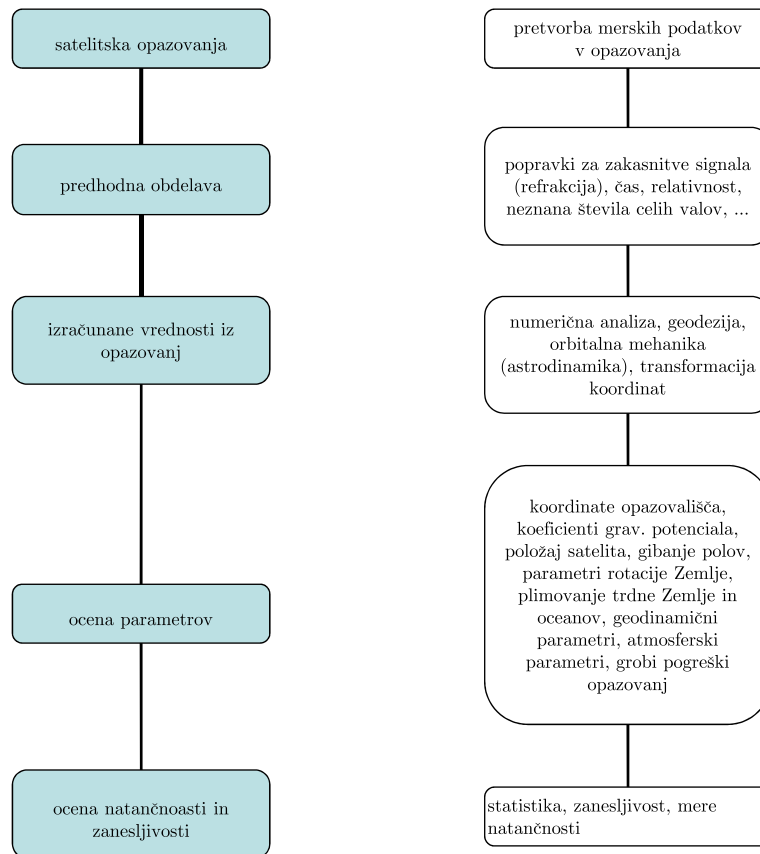 satelitska opazovanja
pretvorba merskih podatkov
v opazovanja
predhodna obdelava
popravki za zakasnitve signala
(refrakcija), čas, relativnost,
neznana števila celih valov, ...
izračunane vrednosti iz
opazovanj
numerična analiza, geodezija,
orbitalna mehanika
(astrodinamika), transformacija
koordinat
ocena parametrov
koordinate opazovališča,
koeficienti grav. potenciala,
položaj satelita, gibanje polov,
parametri rotacije Zemlje,
plimovanje trdne Zemlje in
oceanov, geodinamični
parametri, atmosferski
parametri, grobi pogreški
opazovanj
ocena natančnoasti in
zanesljivosti
statistika, zanesljivost, mere
natančnosti